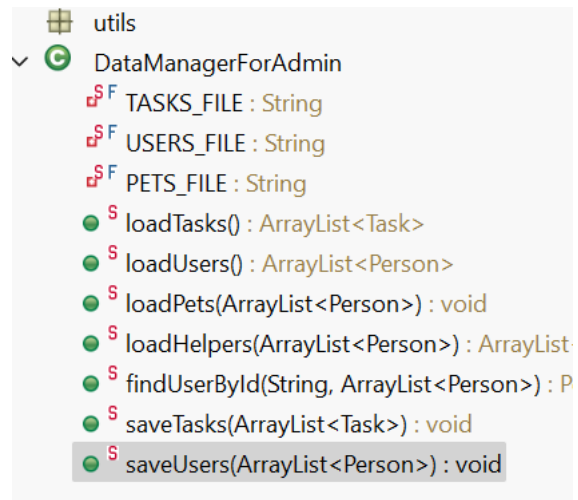 utils
DataManagerForAdmin
S F TASKS_FILE : String
S F USERS_FILE : String
S F PETS_FILE : String
S loadTasks() : ArrayList<Task>
S loadUsers() : ArrayList<Person>
S loadPets(ArrayList<Person>) : void
S loadHelpers(ArrayList<Person>) : ArrayList<
S findUserById(String, ArrayList<Person>) : P
S saveTasks(ArrayList<Task>) : void
S saveUsers(ArrayList<Person>) : void